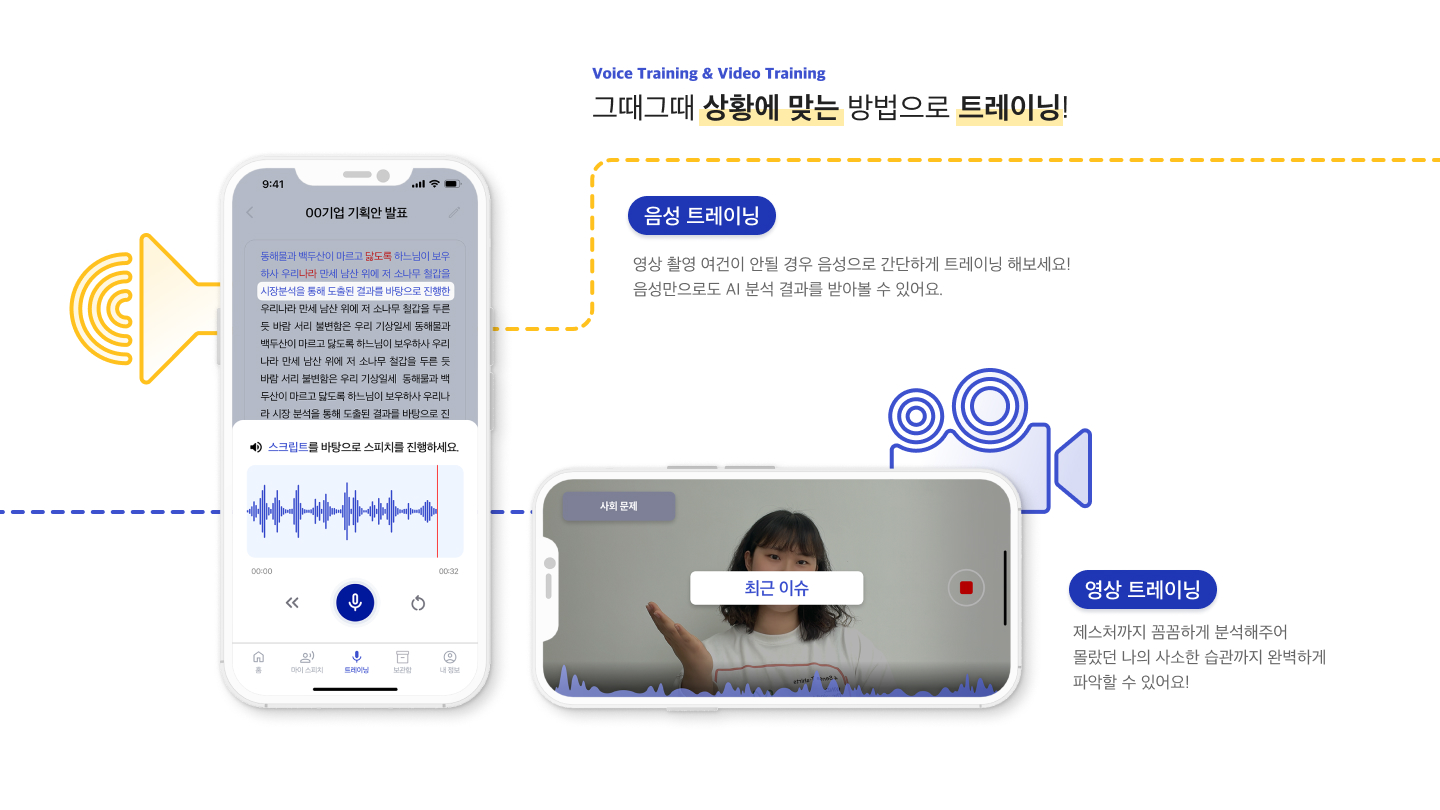 Voice Training & Video Training
그때그때 상황에 맞는 방법으로 트레이닝!
음성 트레이닝
영상 촬영 여건이 안될 경우 음성으로 간단하게 트레이닝 해보세요!
음성만으로도 AI 분석 결과를 받아볼 수 있어요.
9:41
00기업 기획안 발표
동해물과 백두산이 마르고 닳도록 하느님이 보우
하사 우리나라 만세 남산 위에 저 소나무 철갑을
시장분석을 통해 도출된 결과를 바탕으로 진행한
우리나라 만세 남산 위에 저 소나무 철갑을 두른
듯 바람 서리 불변함은 우리 기상일세 동해물과
백두산이 마르고 닳도록 하느님이 보우하사 우리
나라 만세 남산 위에 저 소나무 철갑을 두른 듯
바람 서리 불변함은 우리 기상일세 동해물과 백
두산이 마르고 닳도록 하느님이 보우하사 우리나
라 시장 분석을 통해 도출된 결과를 바탕으로 진
스크립트를 바탕으로 스피치를 진행하세요.
00:00 00:32
홈 마이 스피치 트레이닝 보관함 내 정보
사회 문제
최근 이슈
영상 트레이닝
제스처까지 꼼꼼하게 분석해주어
몰랐던 나의 사소한 습관까지 완벽하게
파악할 수 있어요!